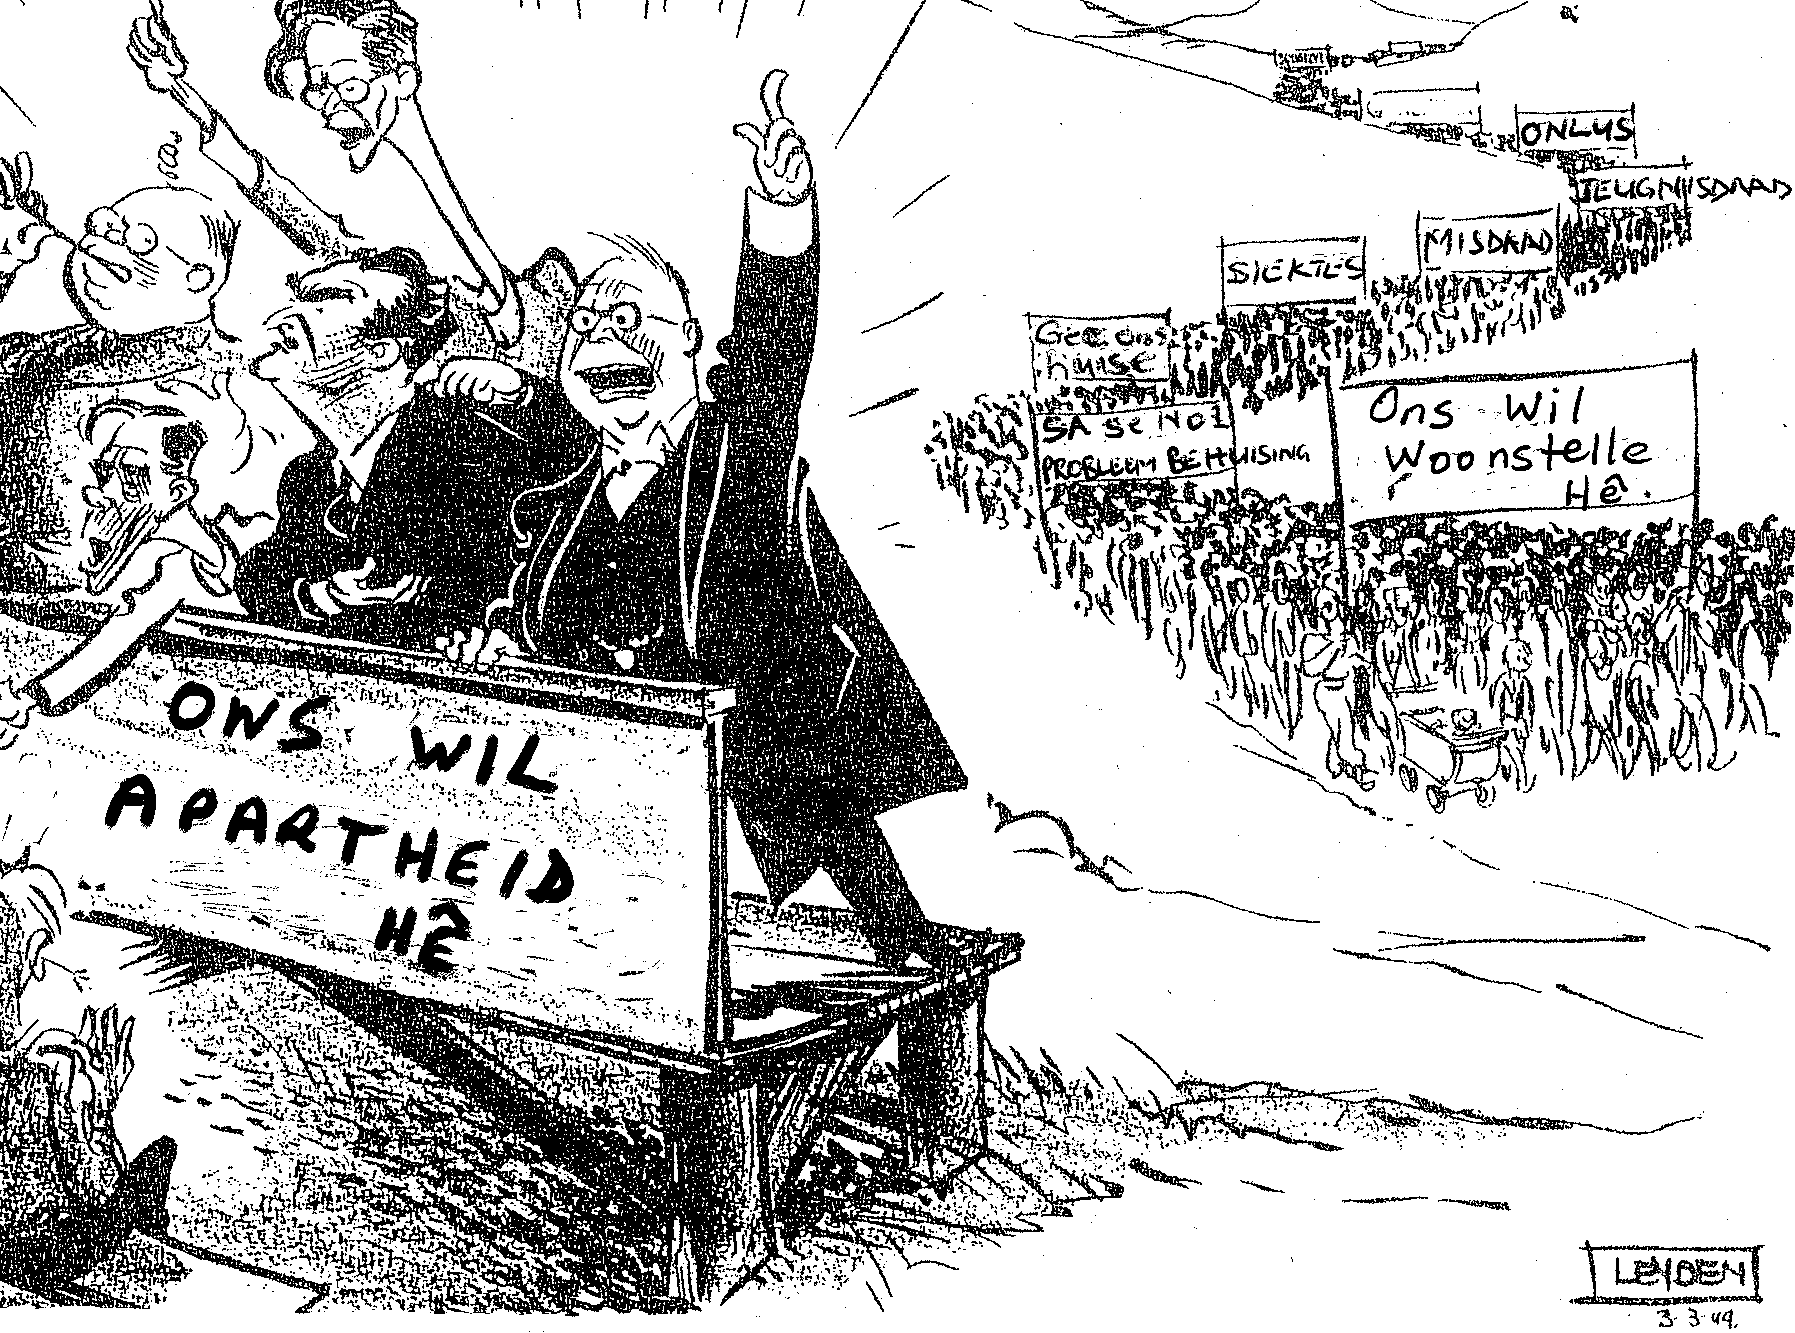 ONS WIL
APARTHEID
HÊ
ONLUS
JEUGMISDAAD
MISDAAD
SIEKTES
Gee ons
huise
SA SE NO 1
PROBLEEM BEHUISING
Ons Wil
Woonstelle
Hê.
LEYDEN
3.3.49.